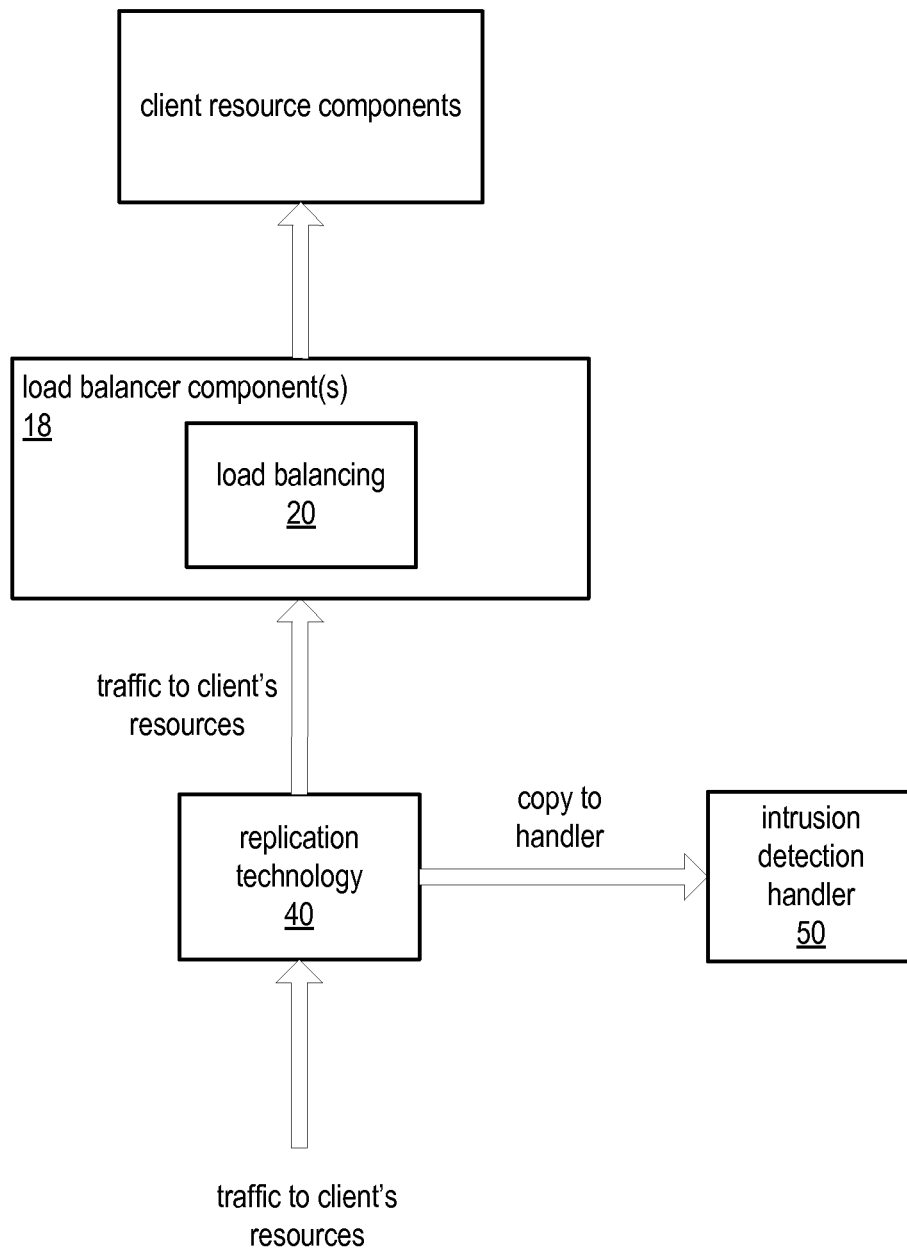 client resource components
load balancer component(s)
18
load balancing
20
traffic to client's
resources
replication
technology
40
copy to
handler
intrusion
detection
handler
50
traffic to client's
resources